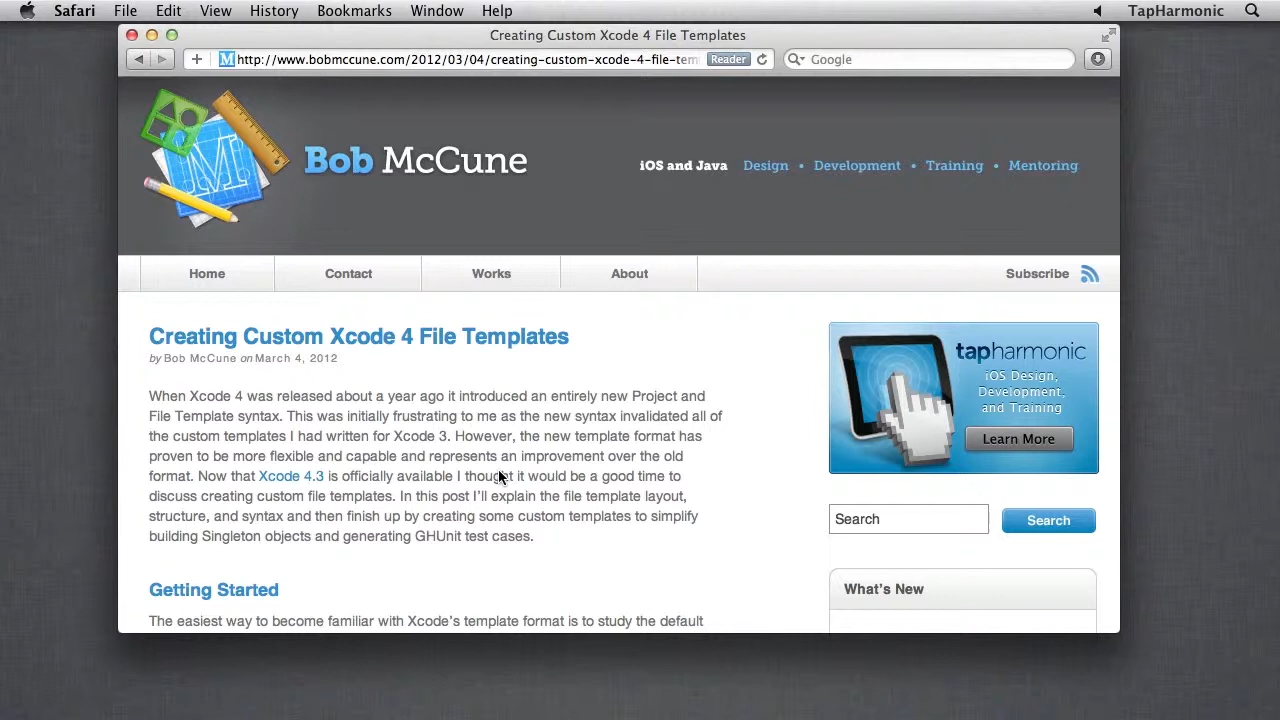 Safari File Edit View History Bookmarks Window Help TapHarmonic
Creating Custom Xcode 4 File Templates
http://www.bobmccune.com/2012/03/04/creating-custom-xcode-4-file-tem Reader Google
Bob McCune
iOS and Java Design • Development • Training • Mentoring
Home Contact Works About Subscribe
Creating Custom Xcode 4 File Templates
by Bob McCune on March 4, 2012
When Xcode 4 was released about a year ago it introduced an entirely new Project and
File Template syntax. This was initially frustrating to me as the new syntax invalidated all of
the custom templates I had written for Xcode 3. However, the new template format has
proven to be more flexible and capable and represents an improvement over the old
format. Now that Xcode 4.3 is officially available I thought it would be a good time to
discuss creating custom file templates. In this post I'll explain the file template layout,
structure, and syntax and then finish up by creating some custom templates to simplify
building Singleton objects and generating GHUnit test cases.
Getting Started
The easiest way to become familiar with Xcode's template format is to study the default
tapharmonic
iOS Design,
Development,
and Training
Learn More
Search Search
What's New